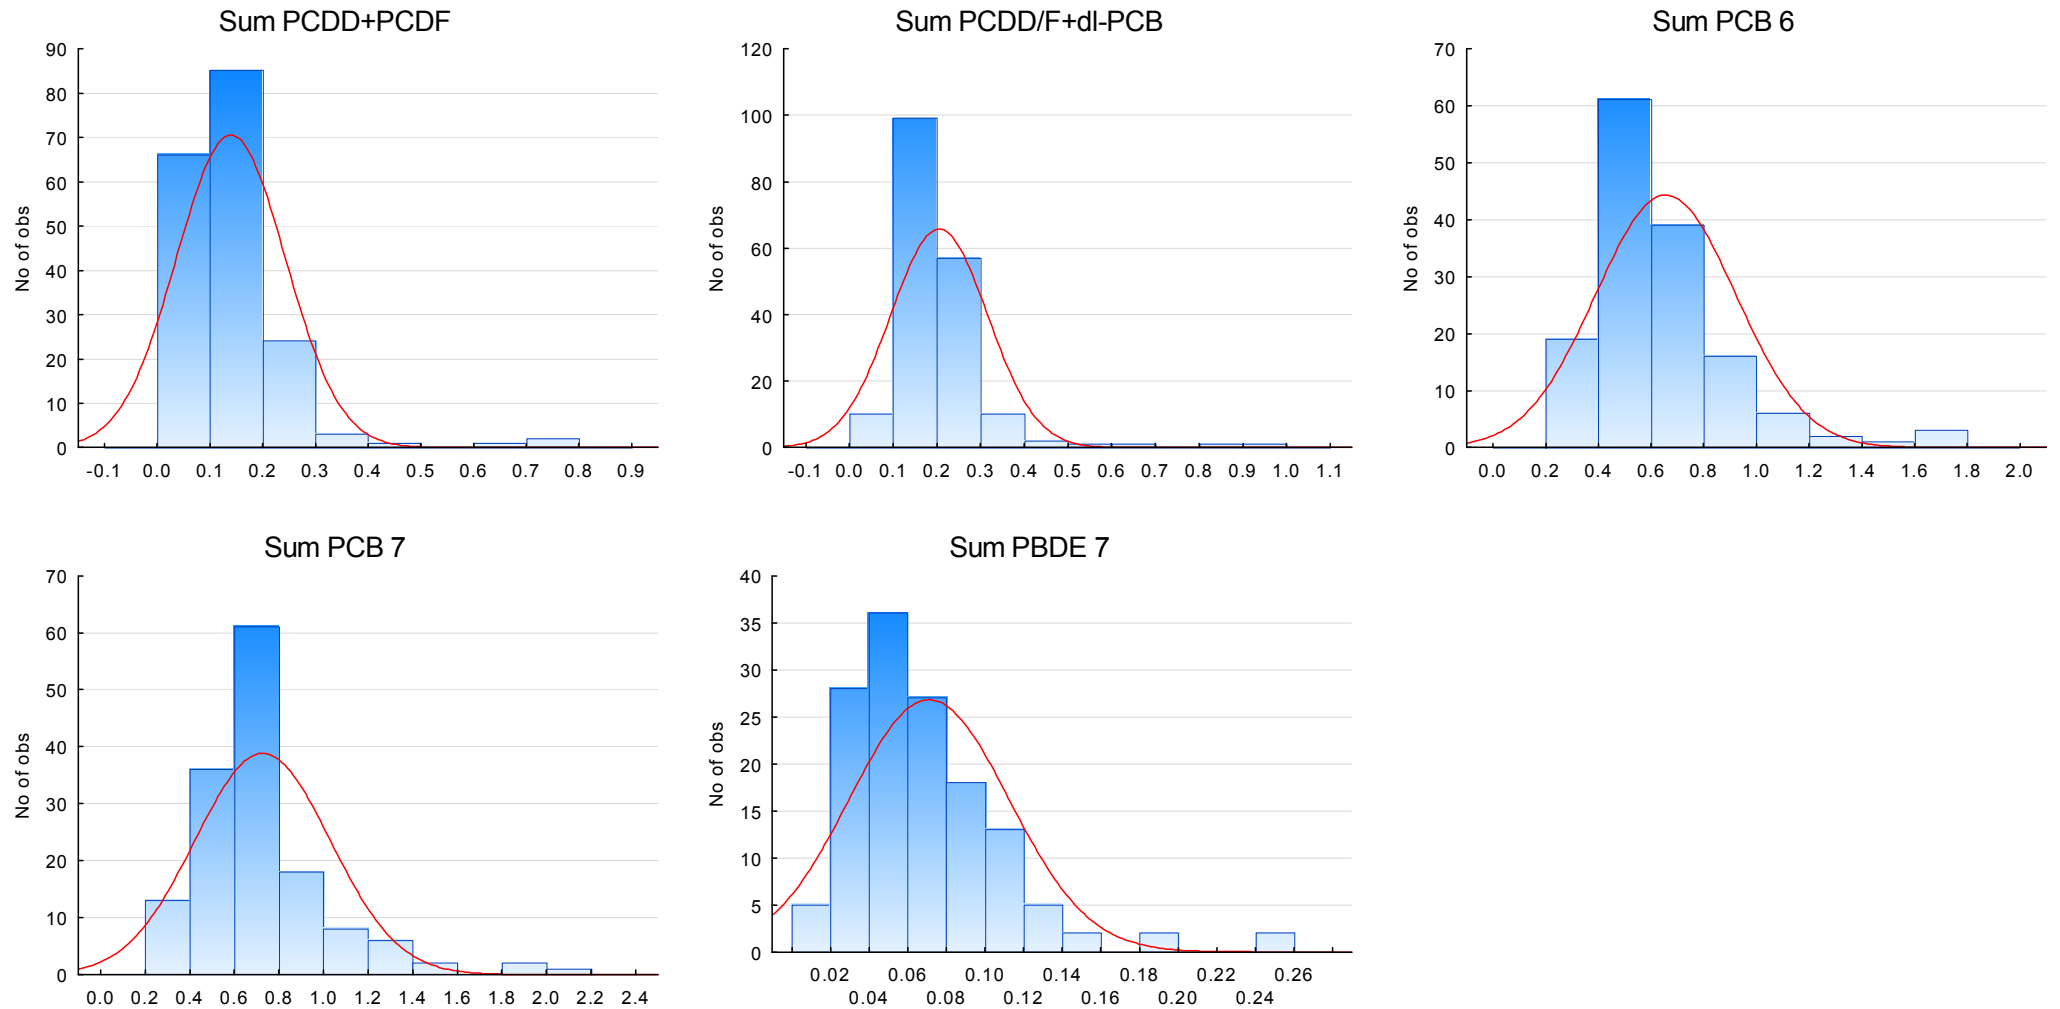 Sum PCDD+PCDF
90
80
70
60
50
40
30
20
10
0
No of obs
-0.1 0.0 0.1 0.2 0.3 0.4 0.5 0.6 0.7 0.8 0.9
Sum PCDD/F+dl-PCB
120
100
80
60
40
20
0
No of obs
-0.1 0.0 0.1 0.2 0.3 0.4 0.5 0.6 0.7 0.8 0.9 1.0 1.1
Sum PCB 6
70
60
50
40
30
20
10
0
No of obs
0.0 0.2 0.4 0.6 0.8 1.0 1.2 1.4 1.6 1.8 2.0
Sum PCB 7
70
60
50
40
30
20
10
0
No of obs
0.0 0.2 0.4 0.6 0.8 1.0 1.2 1.4 1.6 1.8 2.0 2.2 2.4
Sum PBDE 7
40
35
30
25
20
15
10
5
0
No of obs
0.02 0.06 0.10 0.14 0.18 0.22 0.26
0.04 0.08 0.12 0.16 0.20 0.24